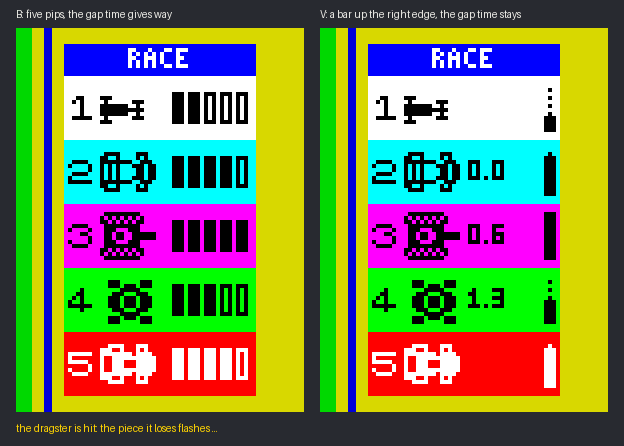 B: five pips, the gap time gives way
V: a bar up the right edge, the gap time stays
RACE
1
2
3
4
5
RACE
1
2 0.0
3 0.6
4 1.3
5
the dragster is hit: the piece it loses flashes...